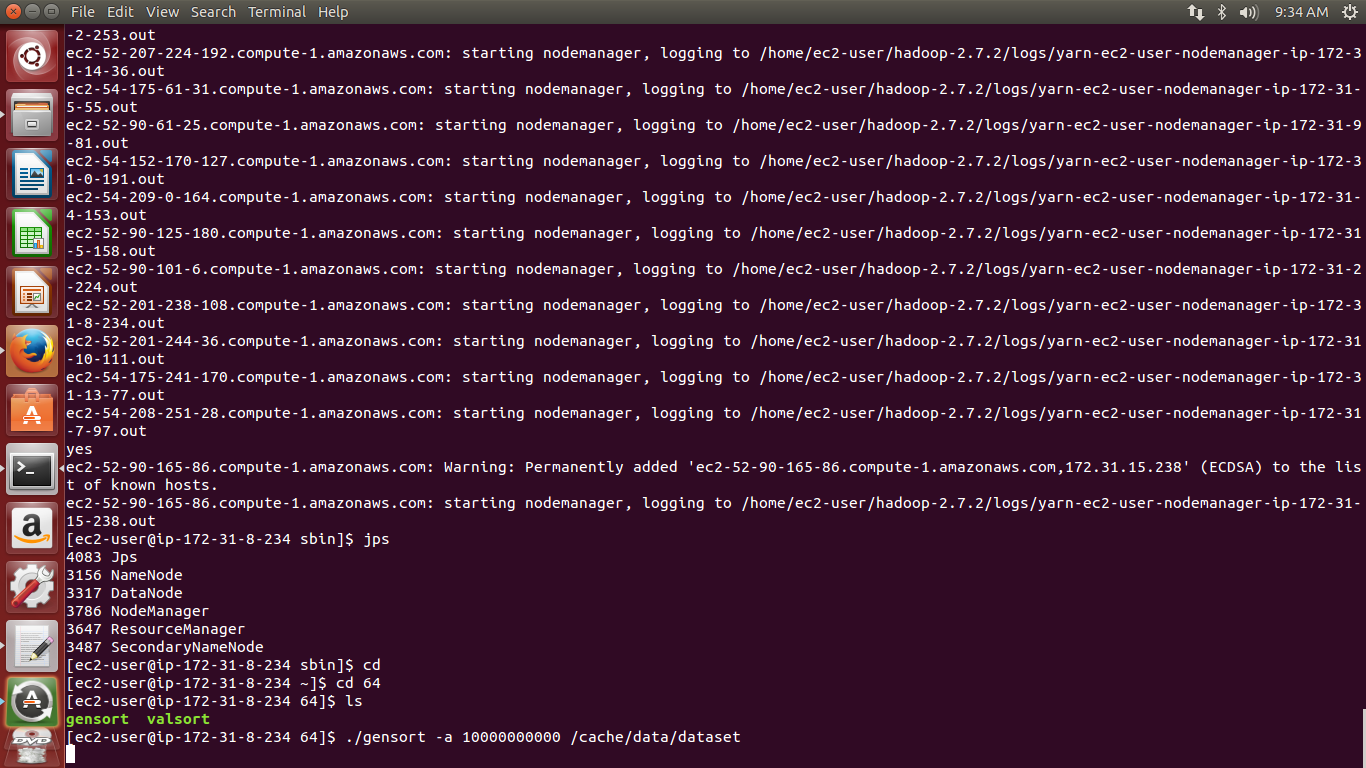 File Edit View Search Terminal Help 9:34 AM
-2-253.out
ec2-52-207-224-192.compute-1.amazonaws.com: starting nodemanager, logging to /home/ec2-user/hadoop-2.7.2/logs/yarn-ec2-user-nodemanager-ip-172-3
1-14-36.out
ec2-54-175-61-31.compute-1.amazonaws.com: starting nodemanager, logging to /home/ec2-user/hadoop-2.7.2/logs/yarn-ec2-user-nodemanager-ip-172-31-
5-55.out
ec2-52-90-61-25.compute-1.amazonaws.com: starting nodemanager, logging to /home/ec2-user/hadoop-2.7.2/logs/yarn-ec2-user-nodemanager-ip-172-31-9
-81.out
ec2-54-152-170-127.compute-1.amazonaws.com: starting nodemanager, logging to /home/ec2-user/hadoop-2.7.2/logs/yarn-ec2-user-nodemanager-ip-172-3
1-0-191.out
ec2-54-209-0-164.compute-1.amazonaws.com: starting nodemanager, logging to /home/ec2-user/hadoop-2.7.2/logs/yarn-ec2-user-nodemanager-ip-172-31-
4-153.out
ec2-52-90-125-180.compute-1.amazonaws.com: starting nodemanager, logging to /home/ec2-user/hadoop-2.7.2/logs/yarn-ec2-user-nodemanager-ip-172-31
-5-158.out
ec2-52-90-101-6.compute-1.amazonaws.com: starting nodemanager, logging to /home/ec2-user/hadoop-2.7.2/logs/yarn-ec2-user-nodemanager-ip-172-31-2
-224.out
ec2-52-201-238-108.compute-1.amazonaws.com: starting nodemanager, logging to /home/ec2-user/hadoop-2.7.2/logs/yarn-ec2-user-nodemanager-ip-172-3
1-8-234.out
ec2-52-201-244-36.compute-1.amazonaws.com: starting nodemanager, logging to /home/ec2-user/hadoop-2.7.2/logs/yarn-ec2-user-nodemanager-ip-172-31
-10-111.out
ec2-54-175-241-170.compute-1.amazonaws.com: starting nodemanager, logging to /home/ec2-user/hadoop-2.7.2/logs/yarn-ec2-user-nodemanager-ip-172-3
1-13-77.out
ec2-54-208-251-28.compute-1.amazonaws.com: starting nodemanager, logging to /home/ec2-user/hadoop-2.7.2/logs/yarn-ec2-user-nodemanager-ip-172-31
-7-97.out
yes
ec2-52-90-165-86.compute-1.amazonaws.com: Warning: Permanently added 'ec2-52-90-165-86.compute-1.amazonaws.com,172.31.15.238' (ECDSA) to the lis
t of known hosts.
ec2-52-90-165-86.compute-1.amazonaws.com: starting nodemanager, logging to /home/ec2-user/hadoop-2.7.2/logs/yarn-ec2-user-nodemanager-ip-172-31-
15-238.out
[ec2-user@ip-172-31-8-234 sbin]$ jps
4083 Jps
3156 NameNode
3317 DataNode
3786 NodeManager
3647 ResourceManager
3487 SecondaryNameNode
[ec2-user@ip-172-31-8-234 sbin]$ cd
[ec2-user@ip-172-31-8-234 ~]$ cd 64
[ec2-user@ip-172-31-8-234 64]$ ls
gensort  valsort
[ec2-user@ip-172-31-8-234 64]$ ./gensort -a 10000000000 /cache/data/dataset